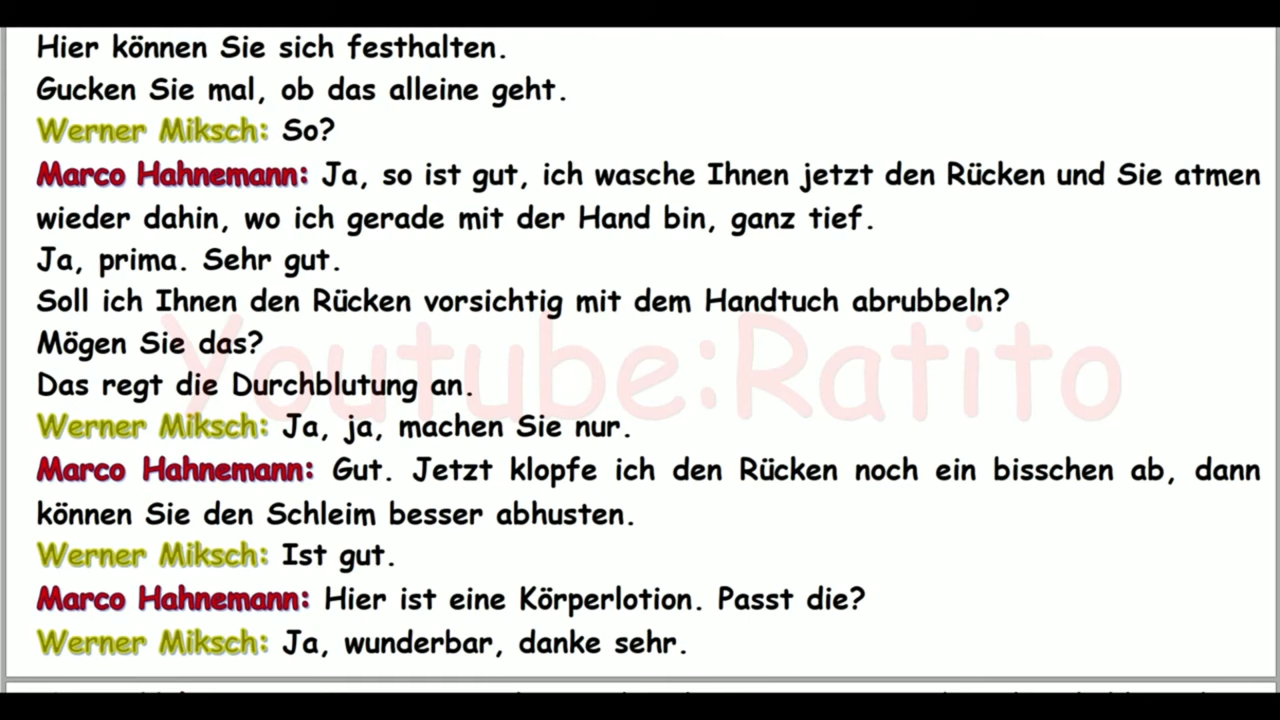 Hier können Sie sich festhalten.
Gucken Sie mal, ob das alleine geht.
Werner Miksch: So?
Marco Hahnemann: Ja, so ist gut, ich wasche Ihnen jetzt den Rücken und Sie atmen
wieder dahin, wo ich gerade mit der Hand bin, ganz tief.
Ja, prima. Sehr gut.
Soll ich Ihnen den Rücken vorsichtig mit dem Handtuch abrubbeln?
Mögen Sie das?
Youtube:Ratito
Das regt die Durchblutung an.
Werner Miksch: Ja, ja, machen Sie nur.
Marco Hahnemann: Gut. Jetzt klopfe ich den Rücken noch ein bisschen ab, dann
können Sie den Schleim besser abhusten.
Werner Miksch: Ist gut.
Marco Hahnemann: Hier ist eine Körperlotion. Passt die?
Werner Miksch: Ja, wunderbar, danke sehr.